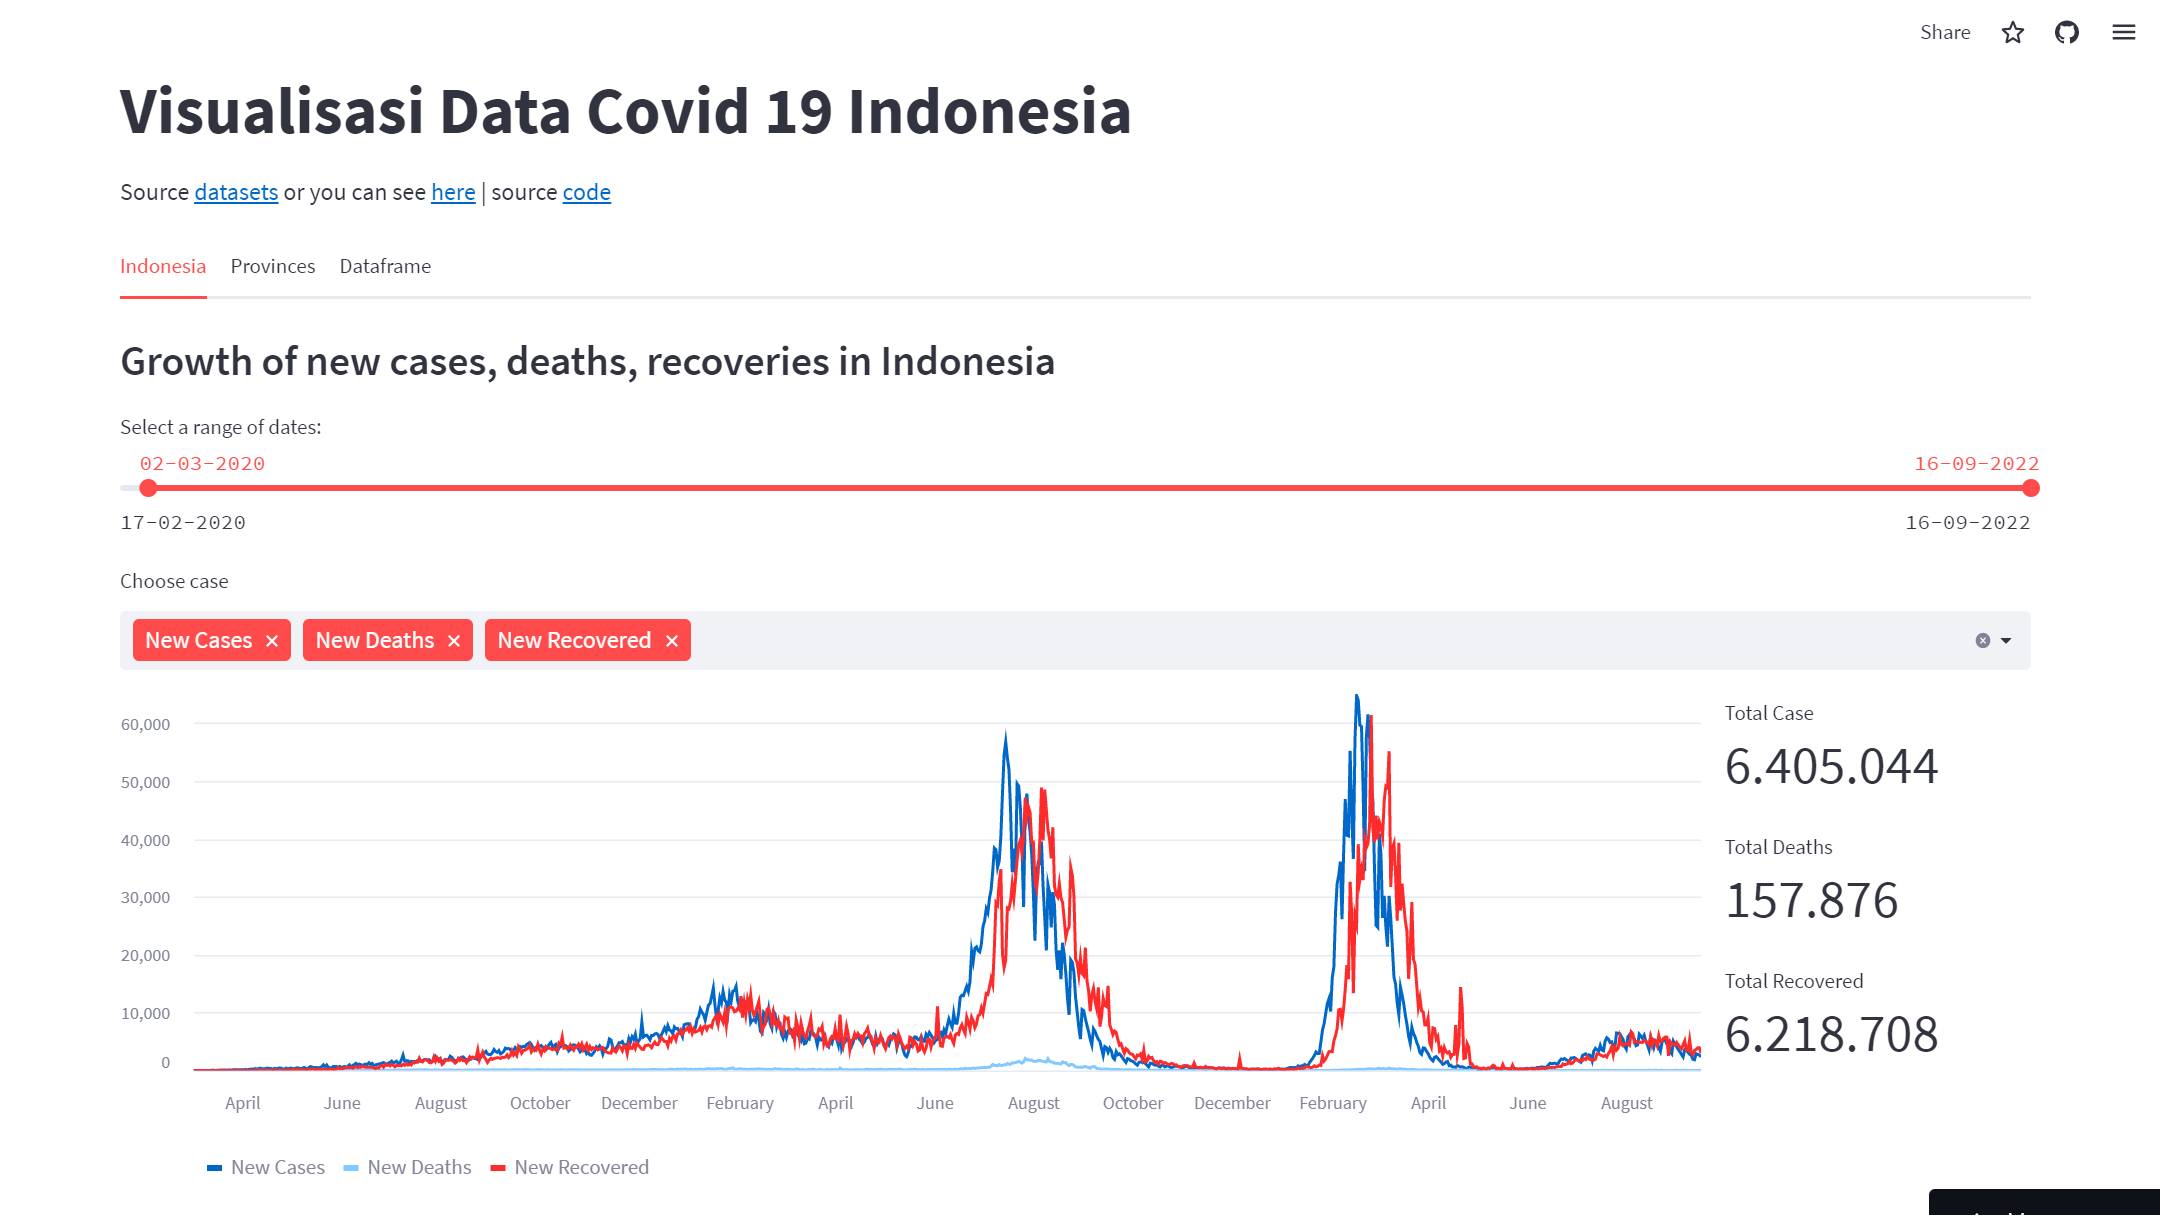 Share
Visualisasi Data Covid 19 Indonesia
Source datasets or you can see here | source code
Indonesia Provinces Dataframe
Growth of new cases, deaths, recoveries in Indonesia
Select a range of dates:
02-03-2020 16-09-2022
17-02-2020 16-09-2022
Choose case
New Cases New Deaths New Recovered
60,000
50,000
40,000
30,000
20,000
10,000
0
April June August October December February April June August October December February April June August
New Cases New Deaths New Recovered
Total Case
6.405.044
Total Deaths
157.876
Total Recovered
6.218.708